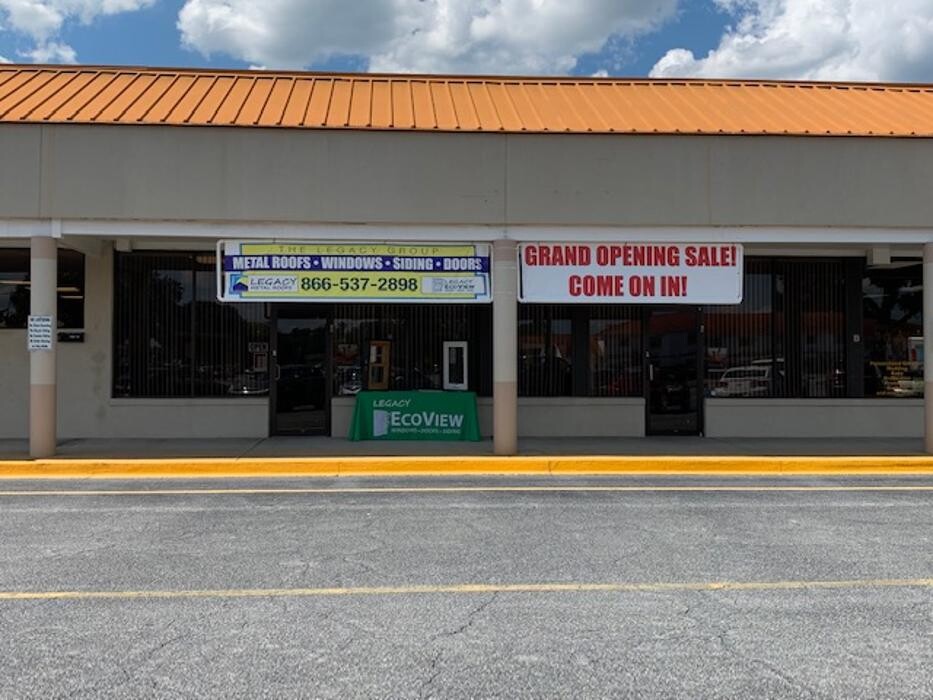 THE LEGACY GROUP
METAL ROOFS • WINDOWS • SIDING • DOORS
LEGACY
METAL ROOFS
866-537-2898
LEGACY
ECOVIEW
GRAND OPENING SALE!
COME ON IN!
LEGACY
ECOVIEW
WINDOWS • DOORS • SIDING